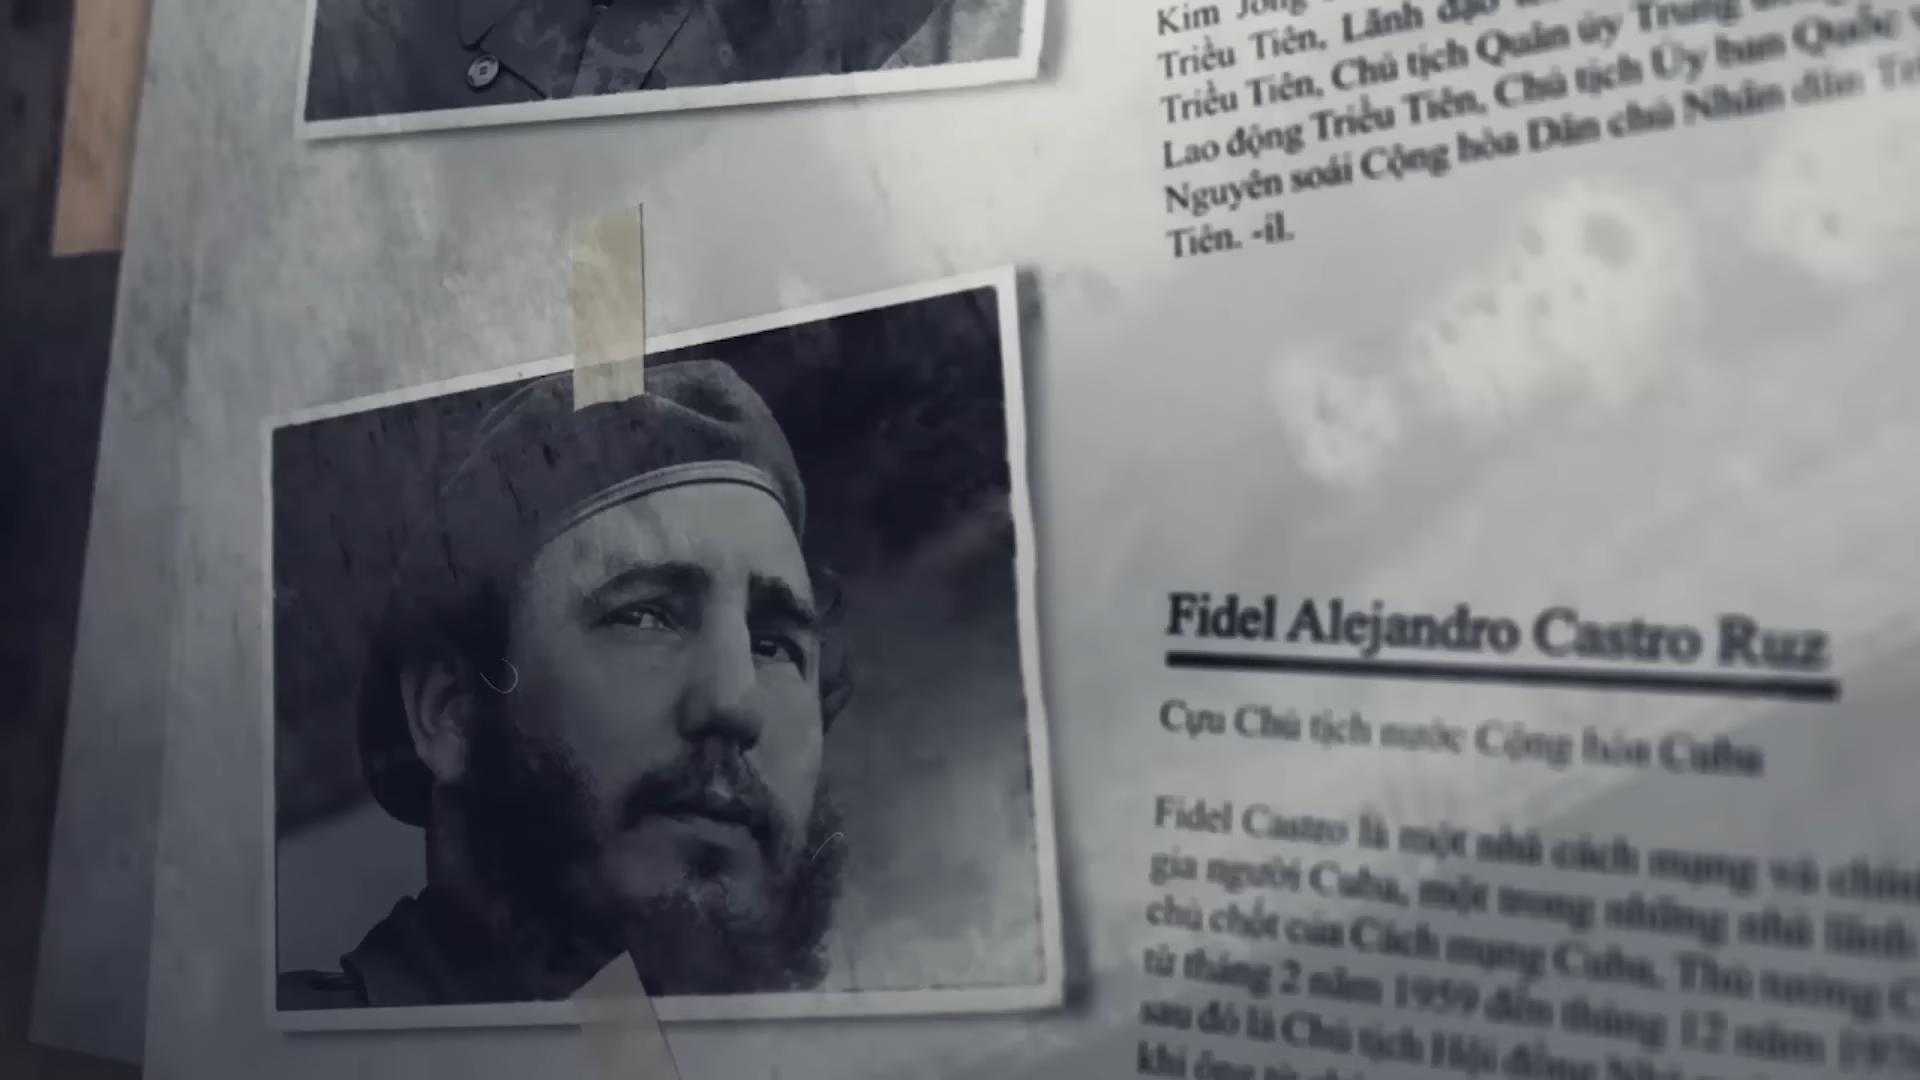 Kim Jong
Triều Tiên, Lãnh đạo
Triều Tiên, Chủ tịch Quân ủy Trung
Lao động Triều Tiên, Chủ tịch Ủy ban Quốc
Nguyên soái Cộng hòa Dân chủ Nhân dân
Tiên. -il.
Fidel Alejandro Castro Ruz
Cựu Chủ tịch nước Cộng hòa Cuba
Fidel Castro là một nhà cách mạng và
gia người Cuba, một trong những nhà lãnh
chủ chốt của Cách mạng Cuba, Thủ tướng
từ tháng 2 năm 1959 đến tháng 12 năm
sau đó là Chủ tịch Hội đồng
khi ông